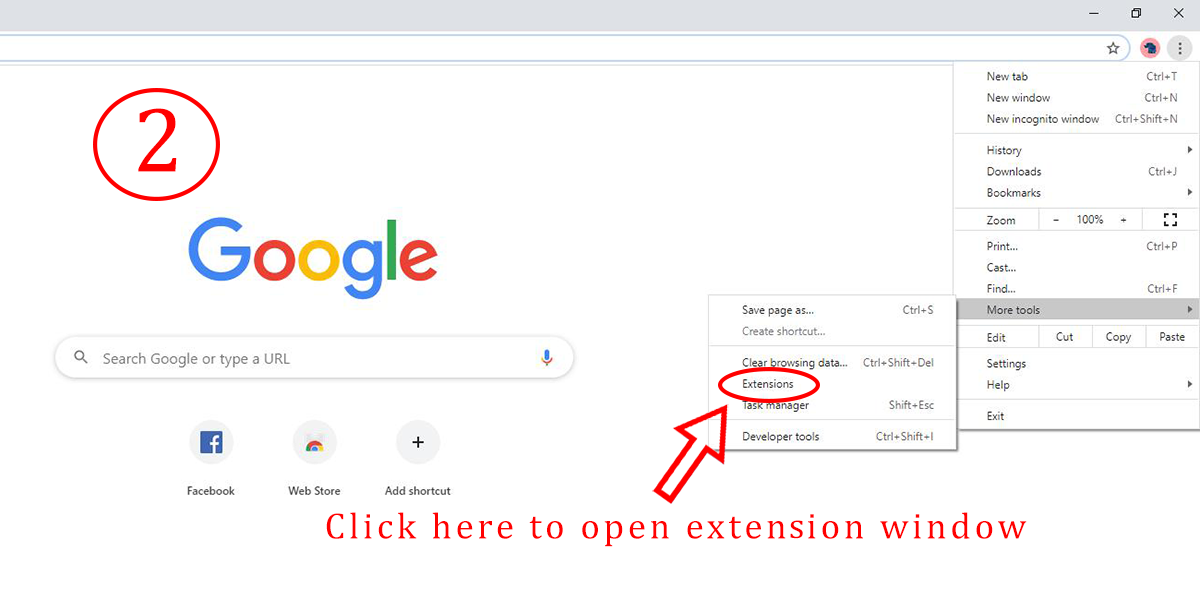 2
Google
Search Google or type a URL
Facebook
Web Store
Add shortcut
New tab Ctrl+T
New window Ctrl+N
New incognito window Ctrl+Shift+N
History
Downloads Ctrl+J
Bookmarks
Zoom - 100% +
Print... Ctrl+P
Cast...
Find... Ctrl+F
More tools
Edit Cut Copy Paste
Settings
Help
Exit
Save page as... Ctrl+S
Create shortcut...
Clear browsing data... Ctrl+Shift+Del
Extensions
Task manager Shift+Esc
Developer tools Ctrl+Shift+I
Click here to open extension window